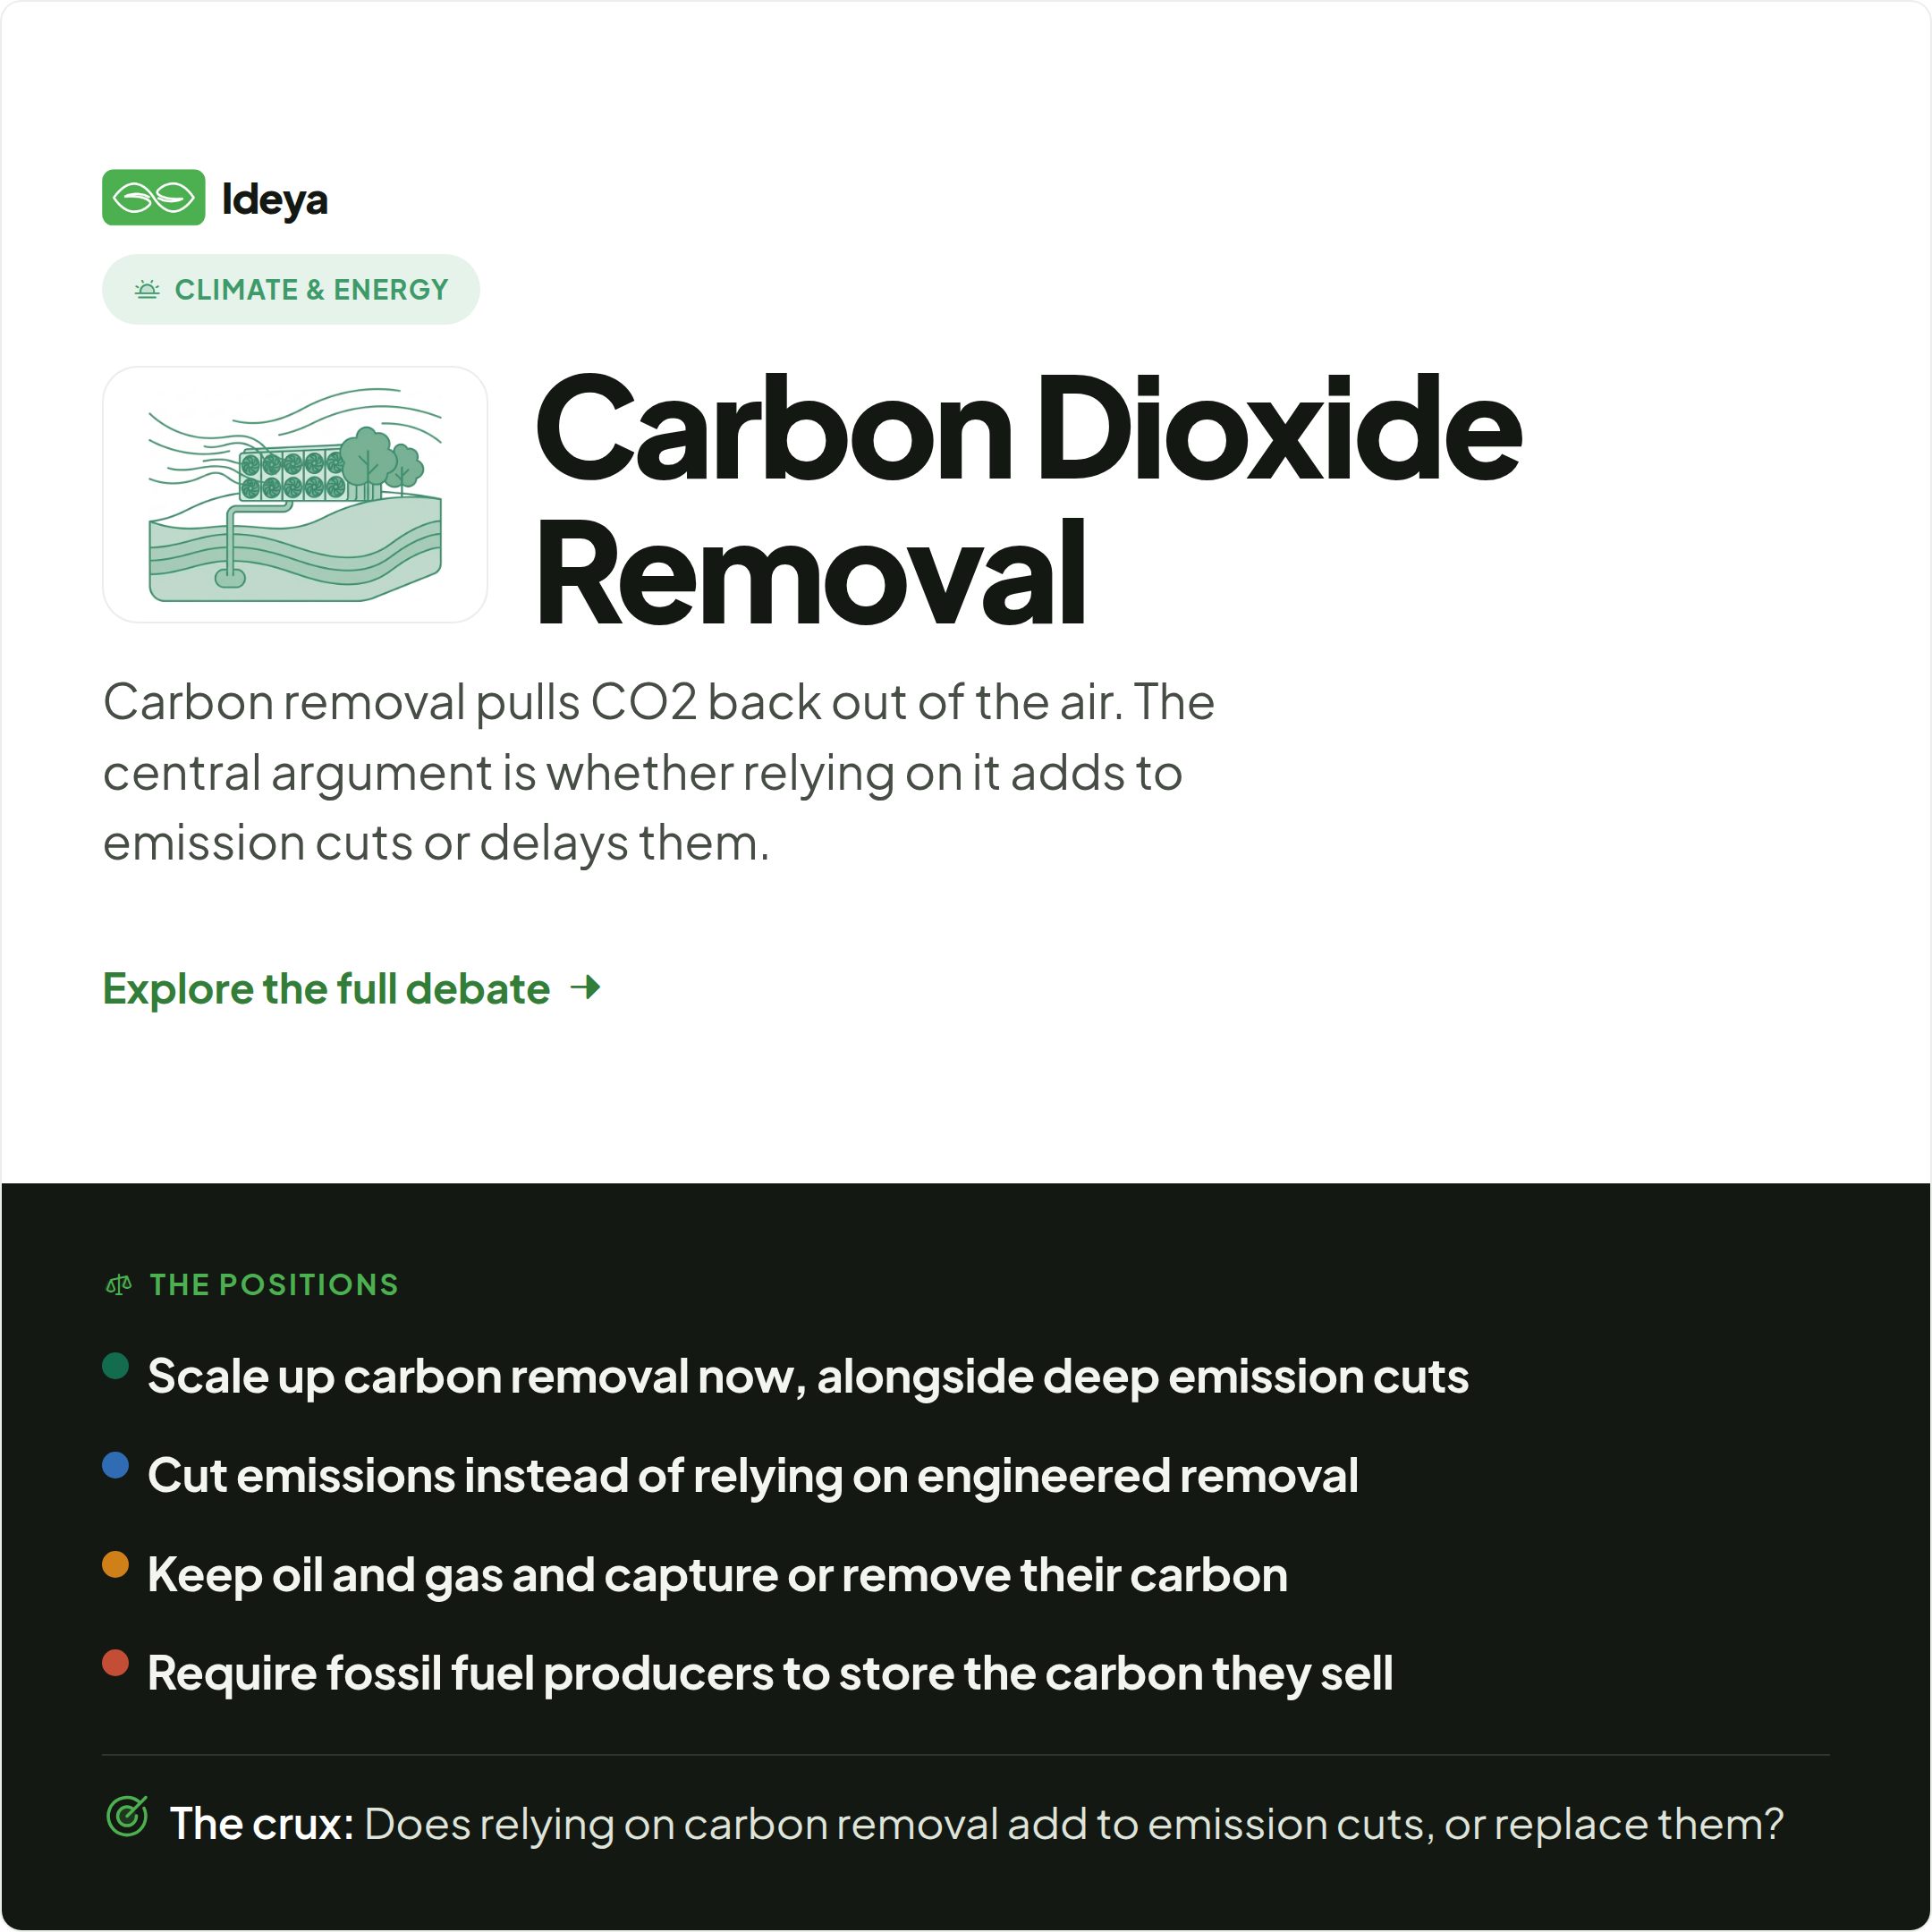 Ideya
CLIMATE & ENERGY
Carbon Dioxide
Removal
Carbon removal pulls CO2 back out of the air. The
central argument is whether relying on it adds to
emission cuts or delays them.
Explore the full debate
THE POSITIONS
Scale up carbon removal now, alongside deep emission cuts
Cut emissions instead of relying on engineered removal
Keep oil and gas and capture or remove their carbon
Require fossil fuel producers to store the carbon they sell
The crux: Does relying on carbon removal add to emission cuts, or replace them?